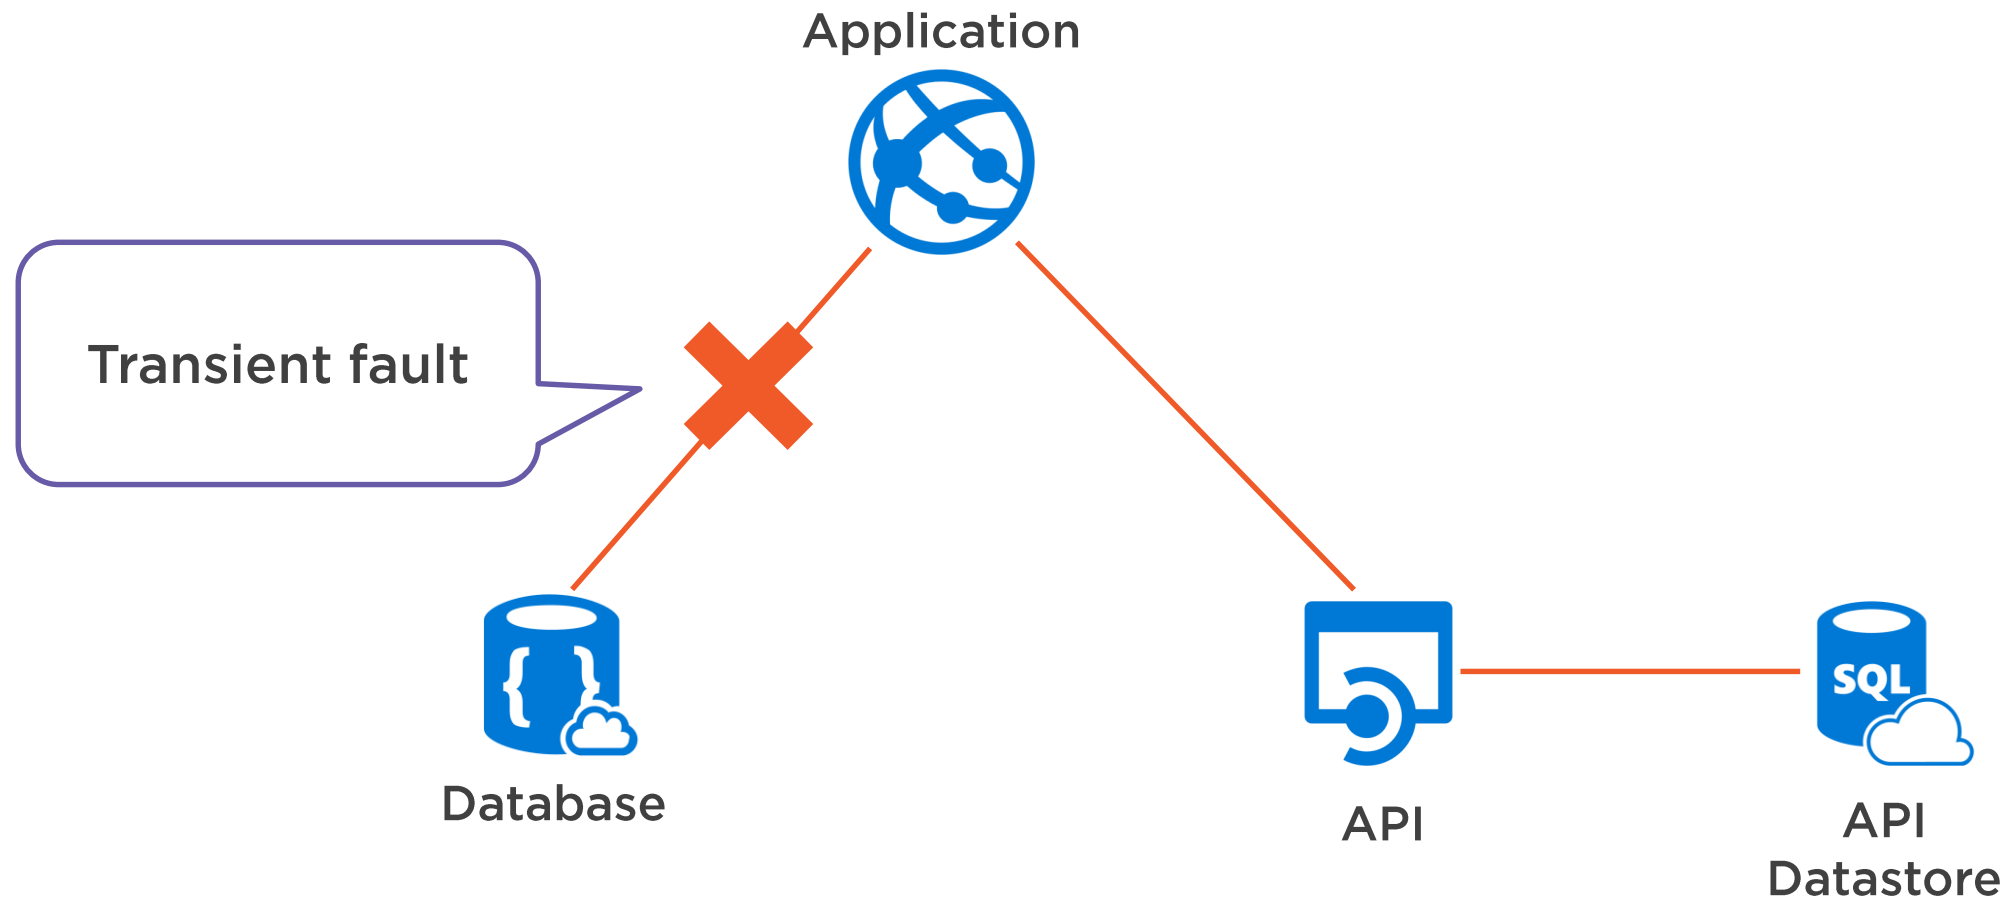 Application
Transient fault
{ }
SQL
Database
API
API
Datastore